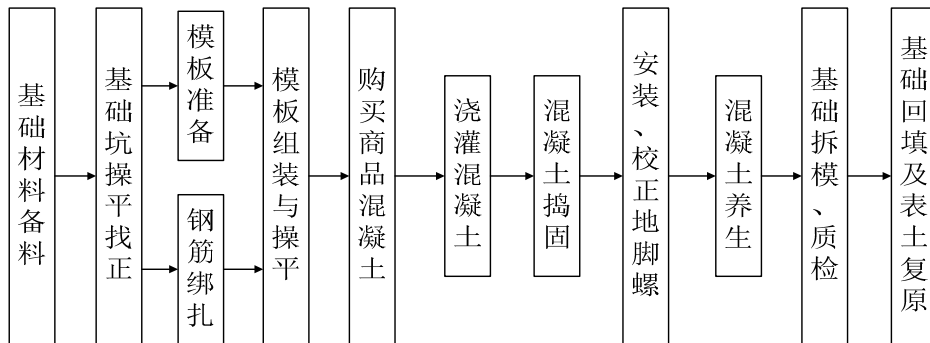 基础材料备料
基础坑操平找正
模板准备
钢筋绑扎
模板组装与操平
购买商品混凝土
浇灌混凝土
混凝土捣固
安装、校正地脚螺
混凝土养生
基础拆模、质检
基础回填及表土复原